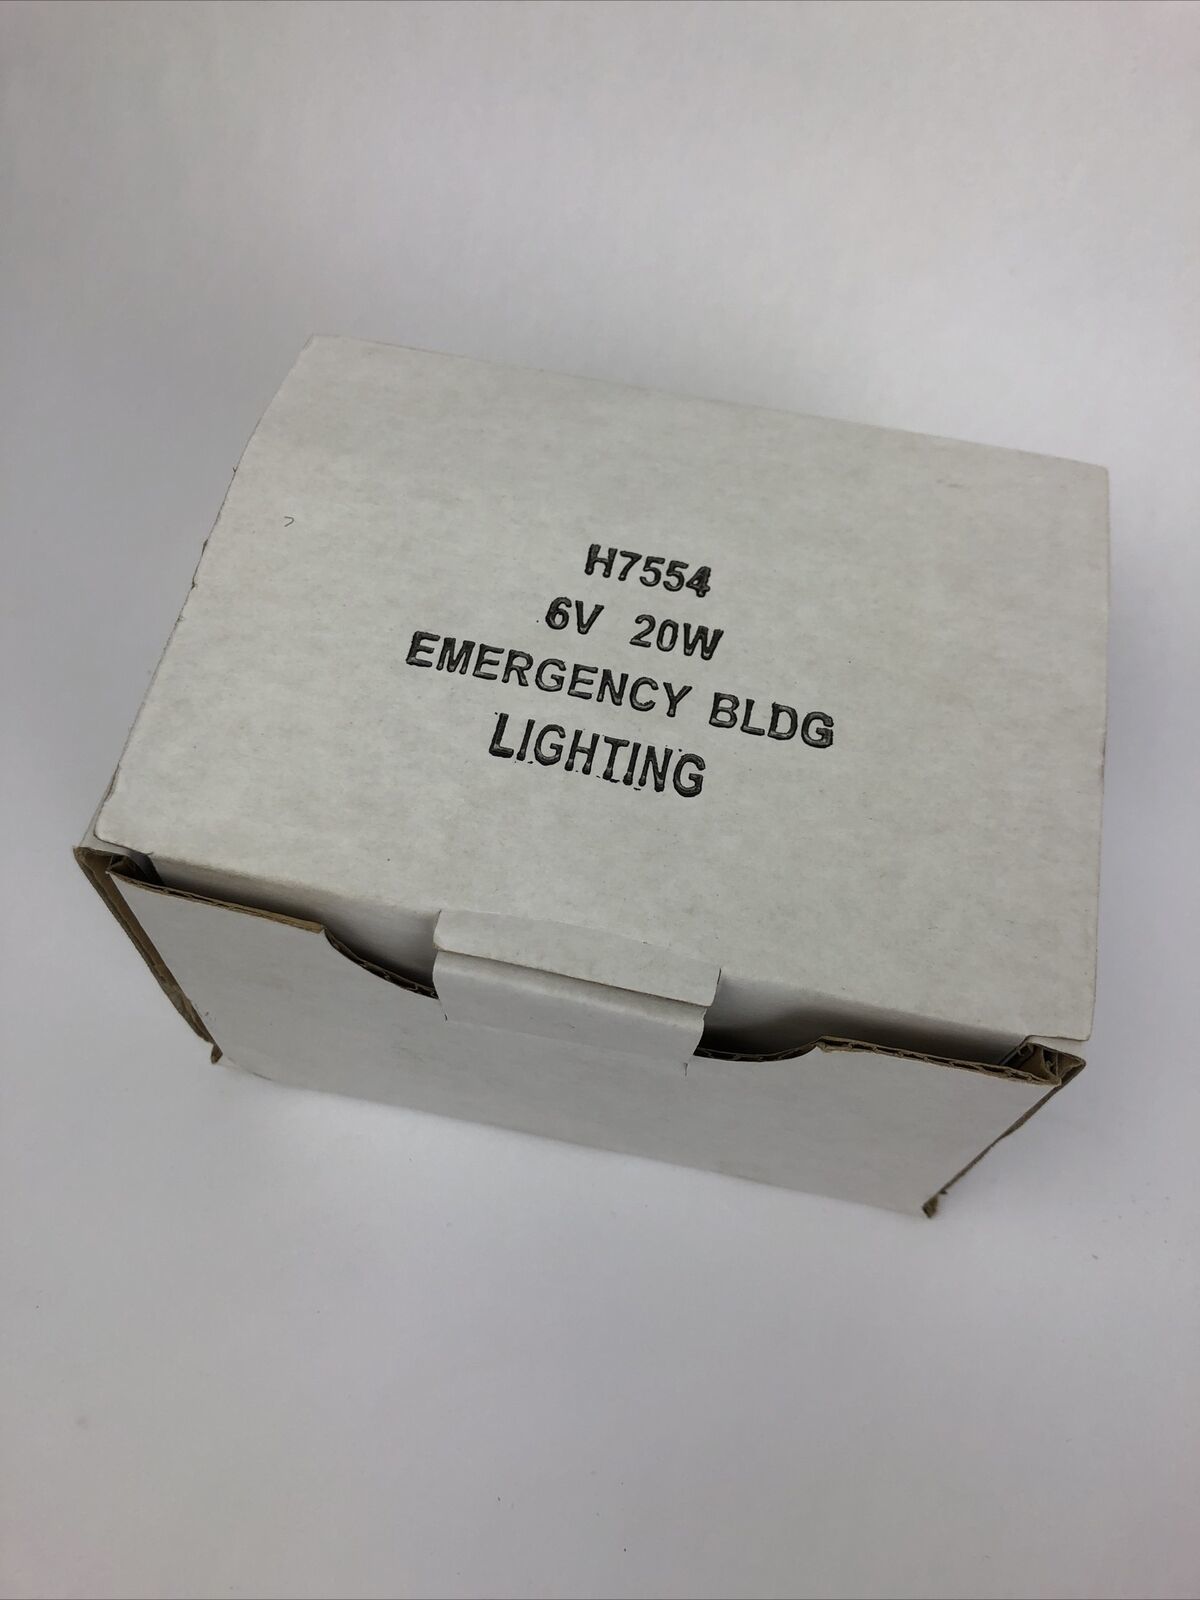 H7554
6V 20W
EMERGENCY BLDG
LIGHTING